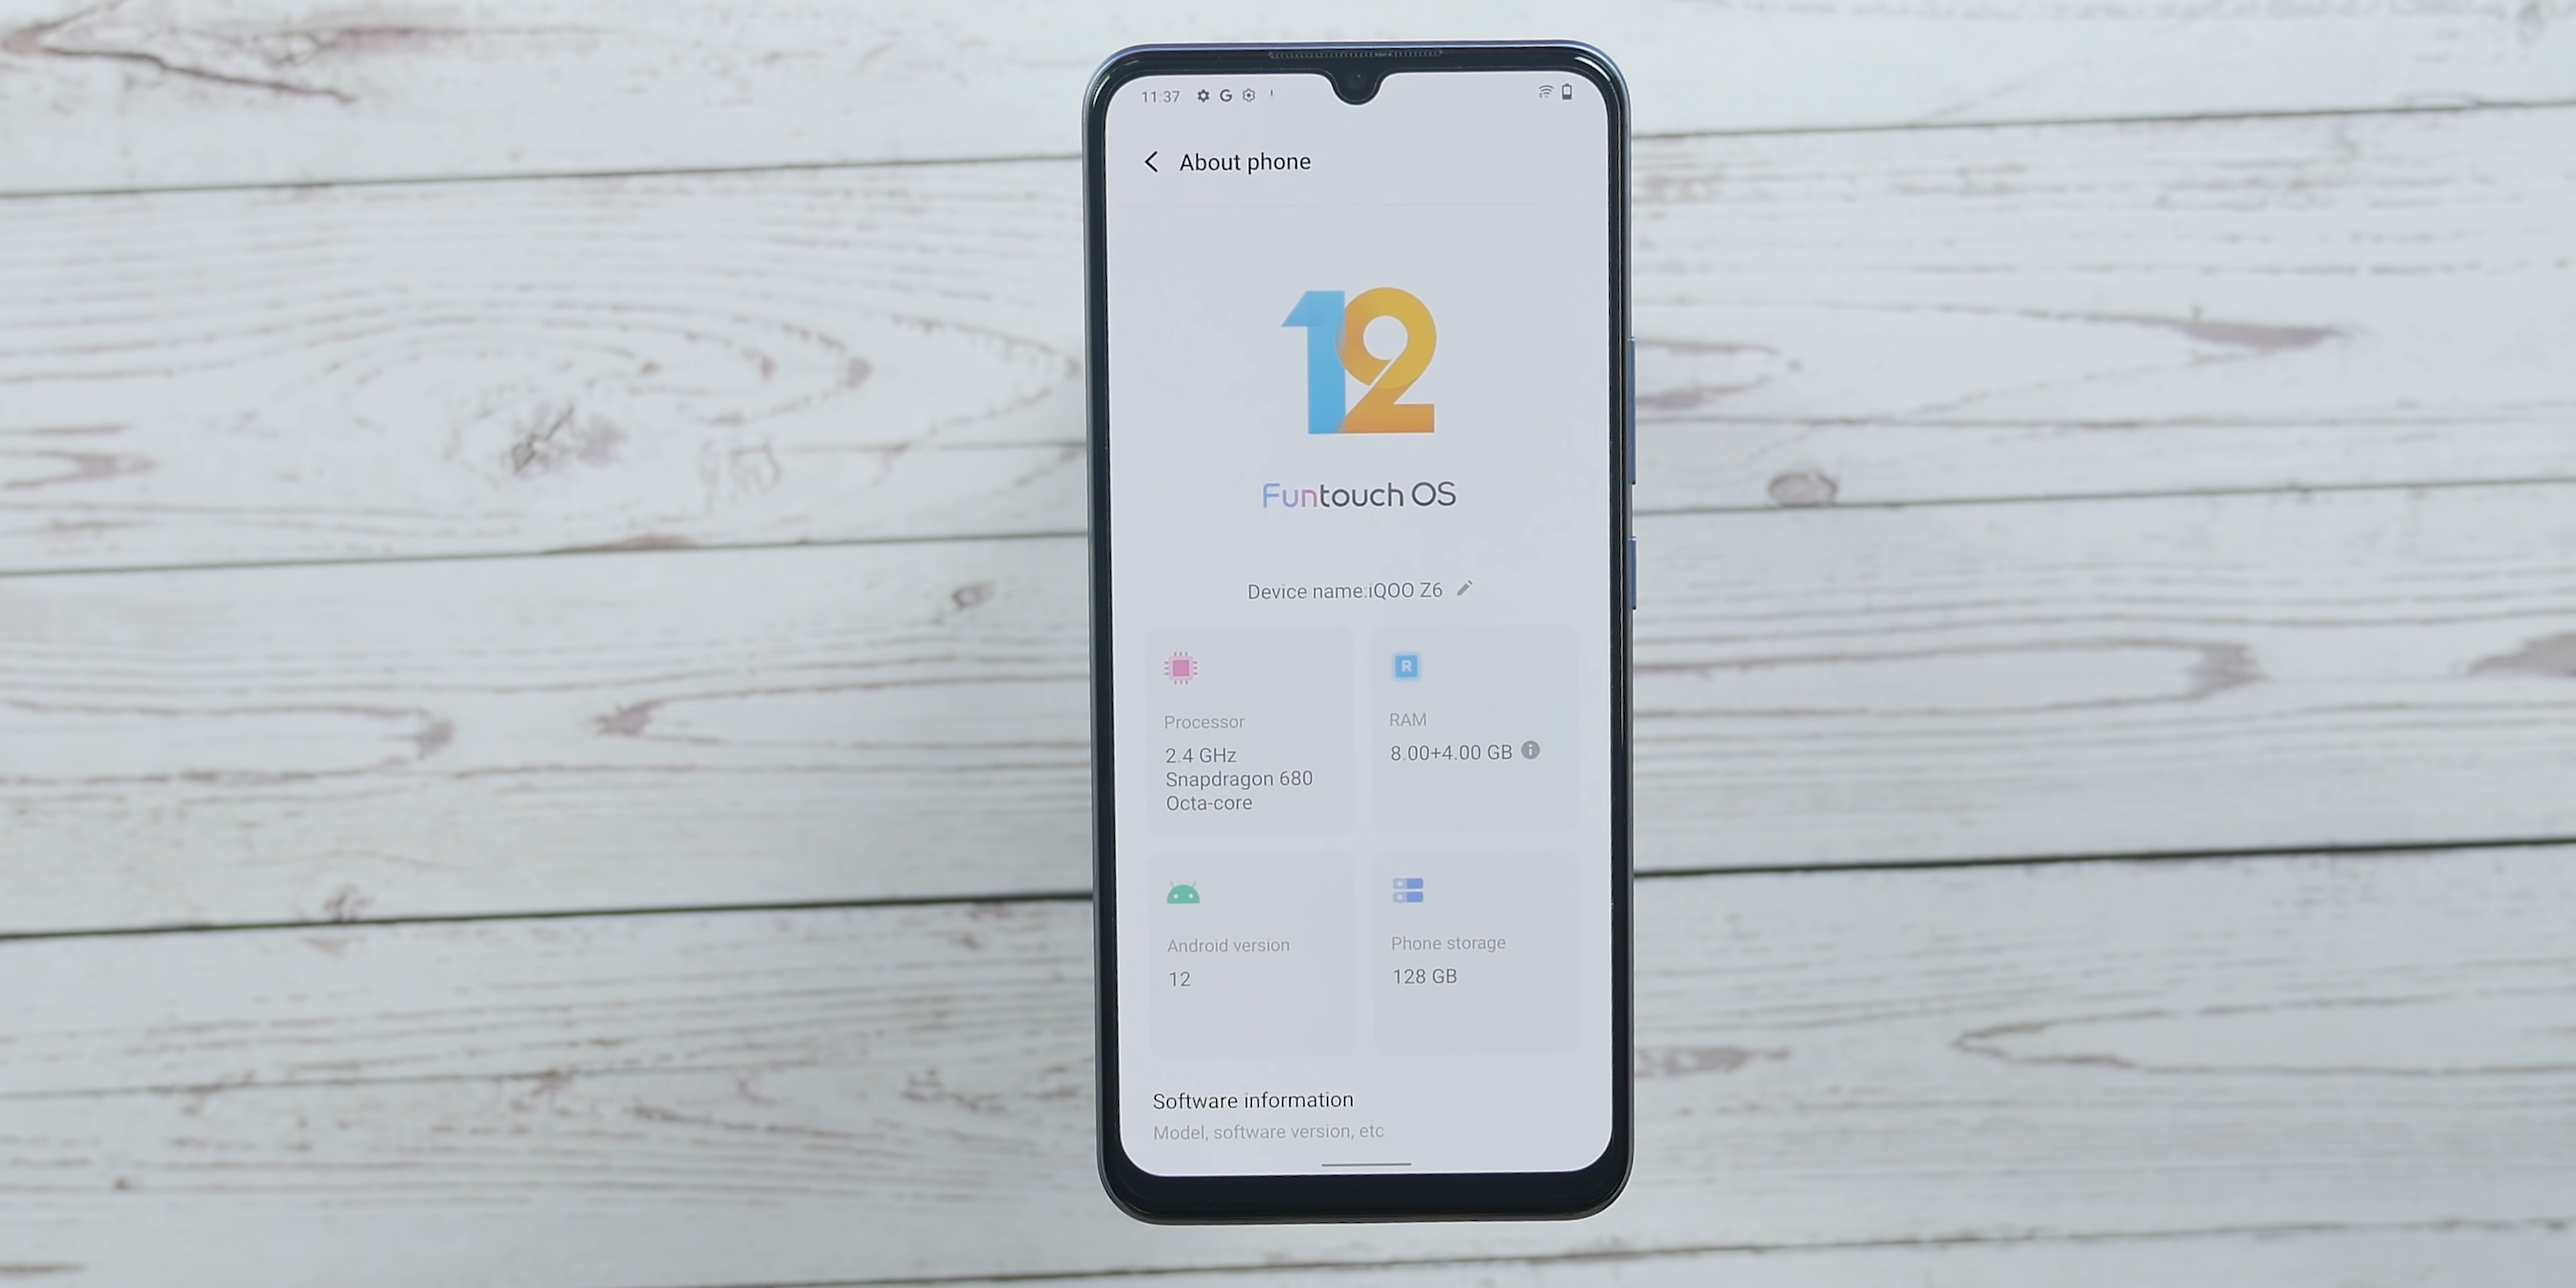 11:37
About phone
12
Funtouch OS
Device name:iQOO Z6
Processor
2.4 GHz
Snapdragon 680
Octa-core
R
RAM
8.00+4.00 GB
Android version
12
Phone storage
128 GB
Software information
Model, software version, etc.